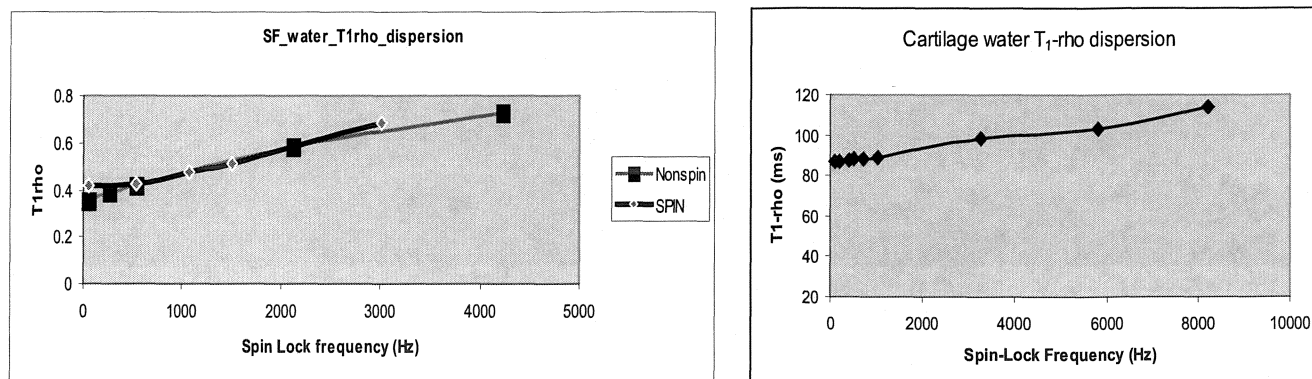 SF_water_T1rho_dispersion
T1rho
0.8
0.6
0.4
0.2
0
0 1000 2000 3000 4000 5000
Spin Lock frequency (Hz)
Nonspin
SPIN
Cartilage water T₁-rho dispersion
T1-rho (ms)
120
100
80
60
40
20
0 2000 4000 6000 8000 10000
Spin-Lock Frequency (Hz)